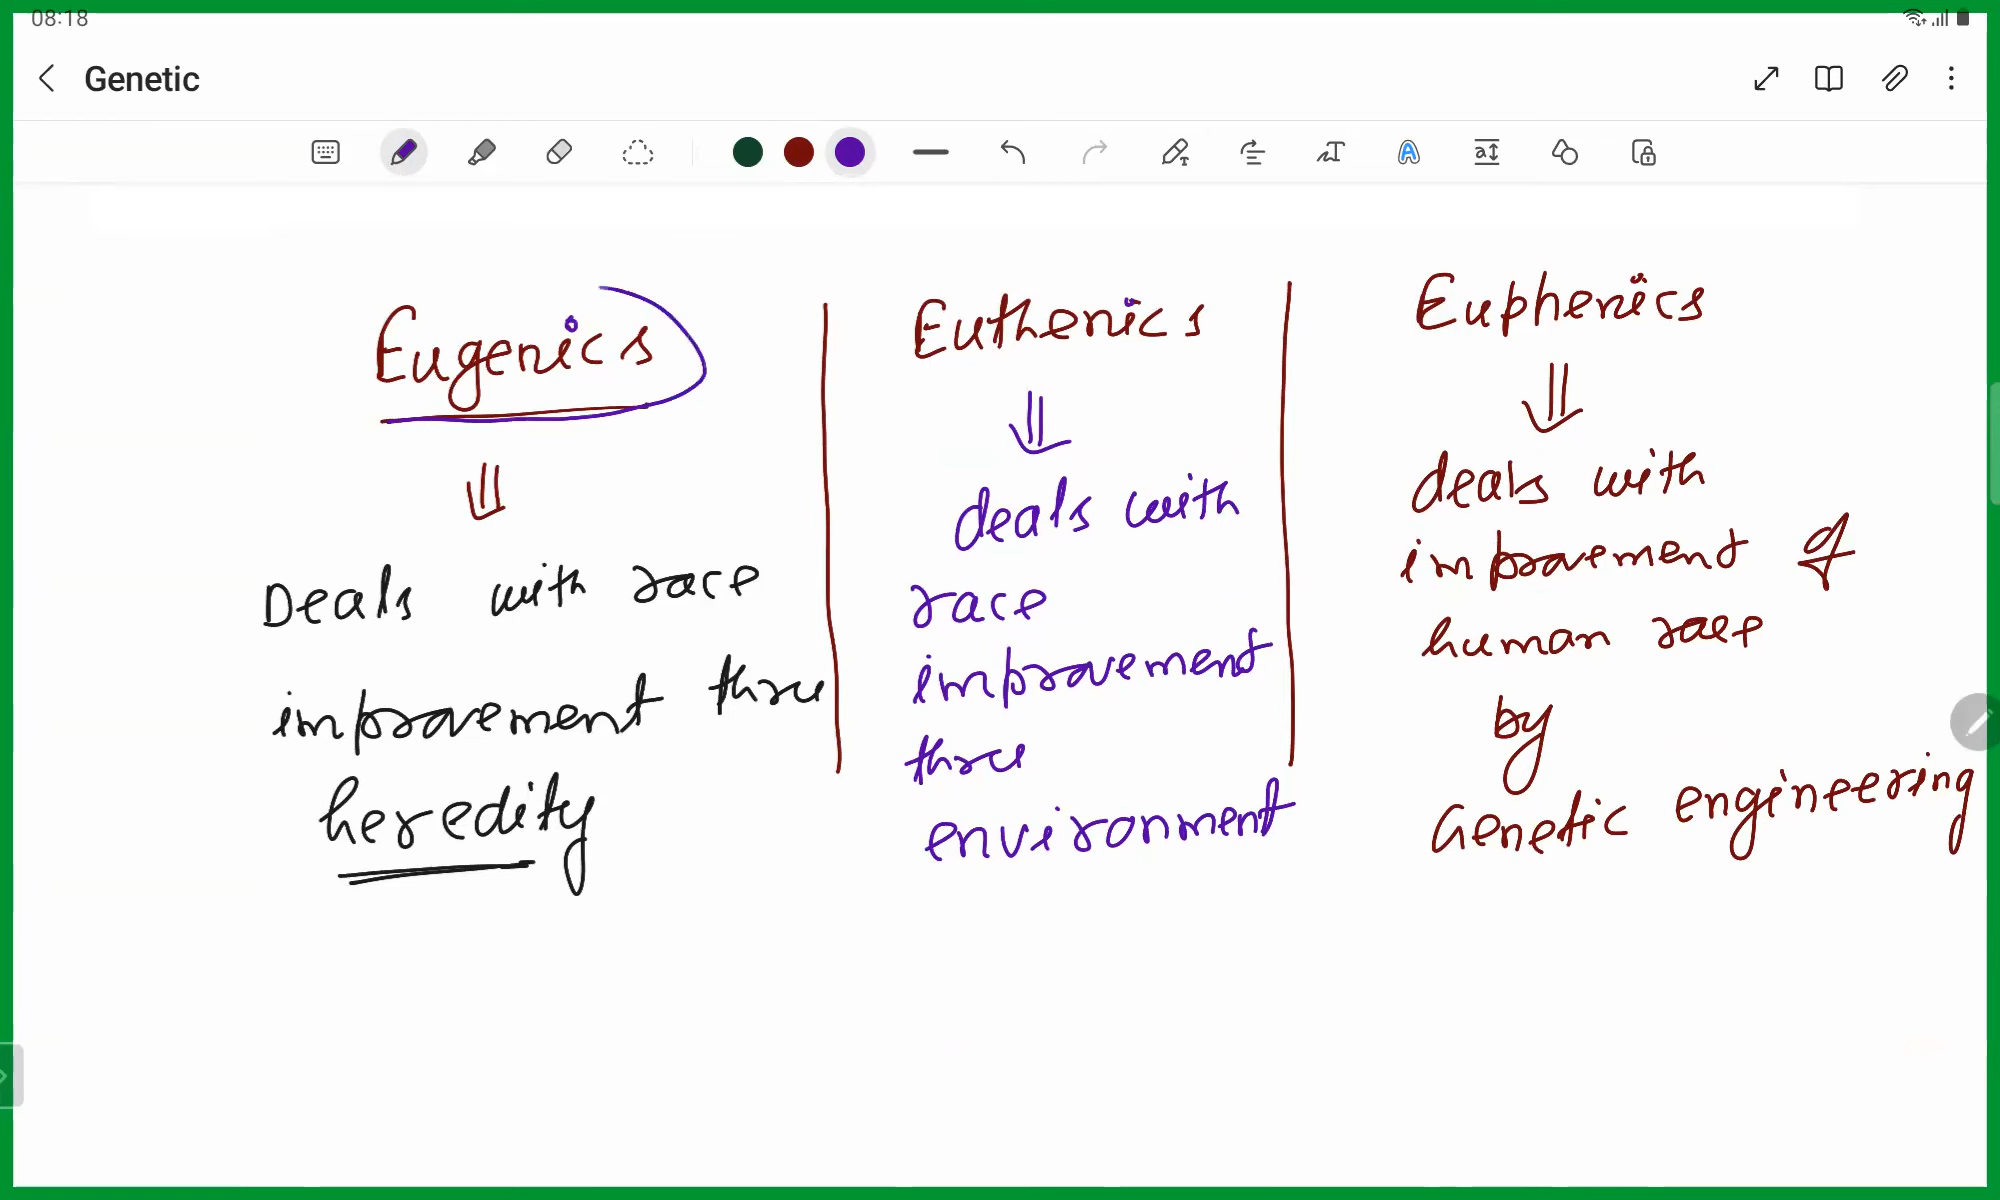 08:18
Genetic
Eugenics
Deals with race
improvement thru
heredity
Euthenics
deals with
race
improvement
thru
environment
Euphenics
deals with
improvement of
human race
by
Genetic engineering